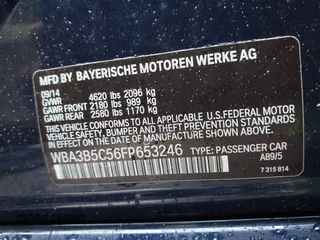 MFD BY BAYERISCHE MOTOREN WERKE AG
09/14
GVWR 4620 lbs 2096 kg
GAWR FRONT 2180 lbs 989 kg
GAWR REAR 2580 lbs 1170 kg
THIS VEHICLE CONFORMS TO ALL APPLICABLE U.S.FEDERAL MOTOR
VEHICLE SAFETY, BUMPER AND THEFT PREVENTION STANDARDS IN
EFFECT ON THE DATE OF MANUFACTURE SHOWN ABOVE.
WBA3B5C56FP653246 TYPE: PASSENGER CAR
A89/5
7 315 814